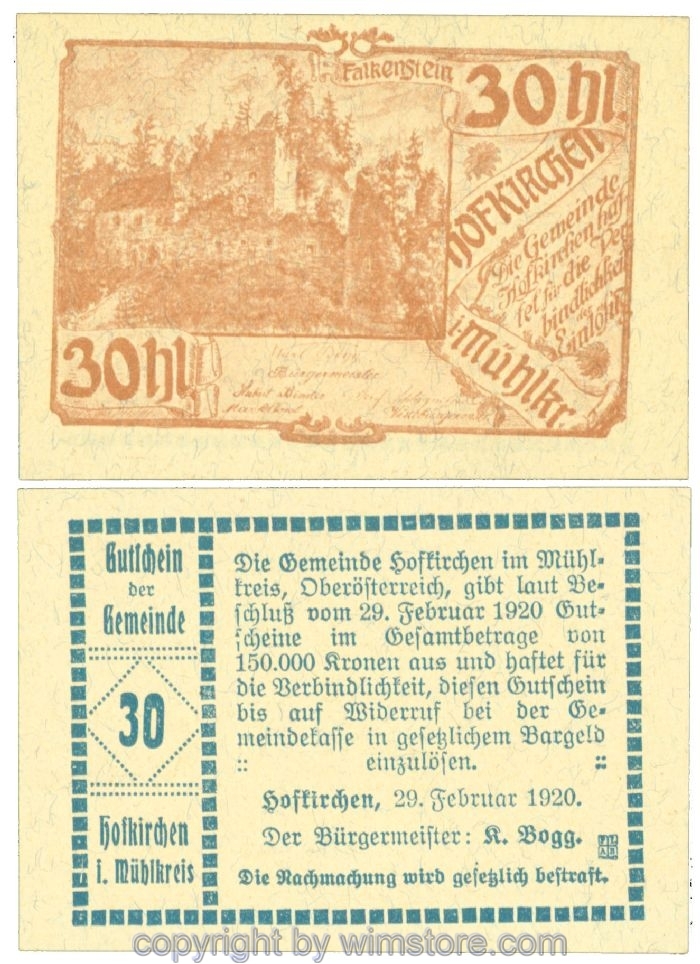 Falkenstein
30 hl
Hofkirchen
Die Gemeinde
Hofkirchen haf-
tet für die Ver-
bindlichkeit
der
Einlösg.
i. Mühlkr.
30 hl
Bürgermeister
Gutschein
der
Gemeinde
30
Hofkirchen
i. Mühlkreis
Die Gemeinde Hofkirchen im Mühl-
kreis, Oberösterreich, gibt laut Be-
schluß vom 29. Februar 1920 Gut-
scheine im Gesamtbetrage von
150.000 Kronen aus und haftet für
die Verbindlichkeit, diesen Gutschein
bis auf Widerruf bei der Ge-
meindekasse in gesetzlichem Bargeld
:: einzulösen. ::
Hofkirchen, 29. Februar 1920.
Der Bürgermeister: K. Bogg.
Die Nachmachung wird gesetzlich bestraft.
copyright by wimstore.com